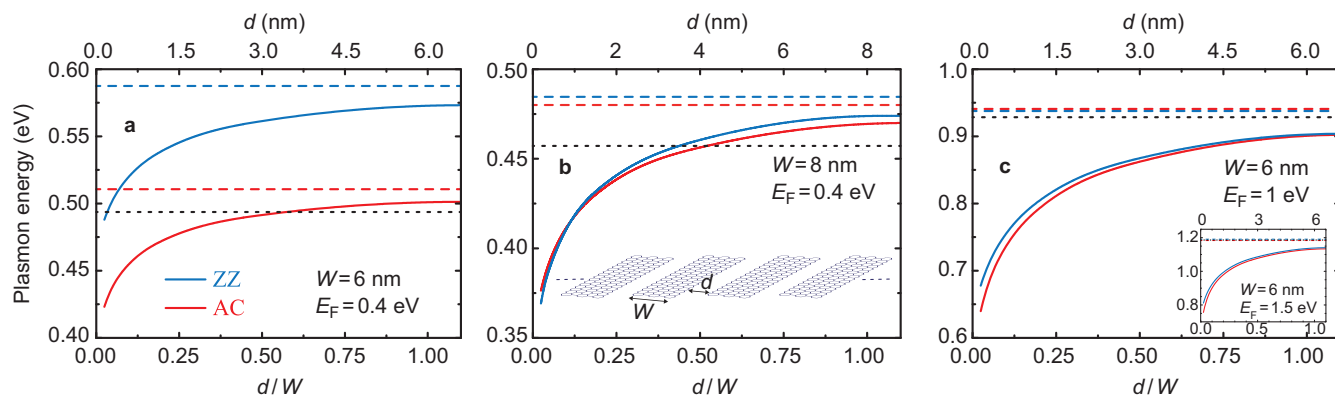 d (nm)
0.0 1.5 3.0 4.5 6.0
0.60
0.55
0.50
0.45
0.40
Plasmon energy (eV)
a
ZZ
AC
W = 6 nm
E_F = 0.4 eV
0.00 0.25 0.50 0.75 1.00
d / W
d (nm)
0 2 4 6 8
0.50
0.45
0.40
0.35
b
W = 8 nm
E_F = 0.4 eV
d
W
0.00 0.25 0.50 0.75 1.00
d / W
d (nm)
0.0 1.5 3.0 4.5 6.0
1.0
0.9
0.8
0.7
0.6
c
W = 6 nm
E_F = 1 eV
0 3 6
1.2
1.0
0.8
W = 6 nm
E_F = 1.5 eV
0.0 0.5 1.0
0.00 0.25 0.50 0.75 1.00
d / W